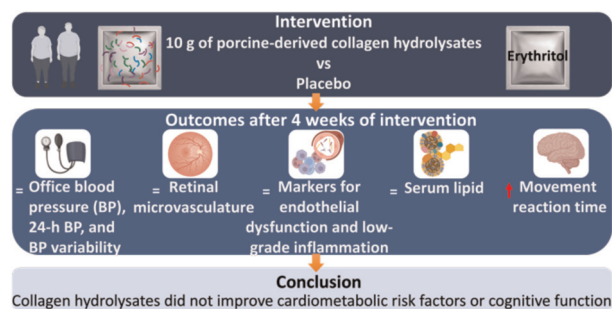 Intervention
10 g of porcine-derived collagen hydrolysates
vs
Placebo
Erythritol
Outcomes after 4 weeks of intervention
= Office blood
pressure (BP),
24-h BP, and
BP variability
= Retinal
microvasculature
= Markers for
endothelial
dysfunction and low-
grade inflammation
= Serum lipid
↑ Movement
reaction time
Conclusion
Collagen hydrolysates did not improve cardiometabolic risk factors or cognitive function